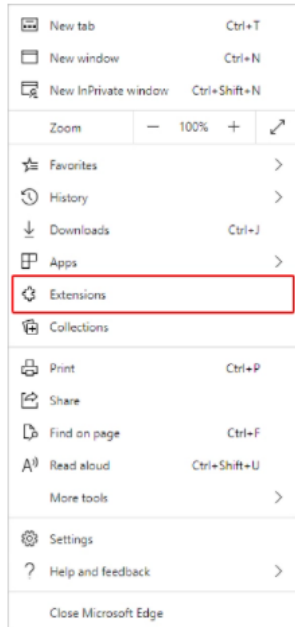 New tab Ctrl+T
New window Ctrl+N
New InPrivate window Ctrl+Shift+N
Zoom — 100% +
Favorites
History
Downloads Ctrl+J
Apps
Extensions
Collections
Print Ctrl+P
Share
Find on page Ctrl+F
Read aloud Ctrl+Shift+U
More tools
Settings
Help and feedback
Close Microsoft Edge